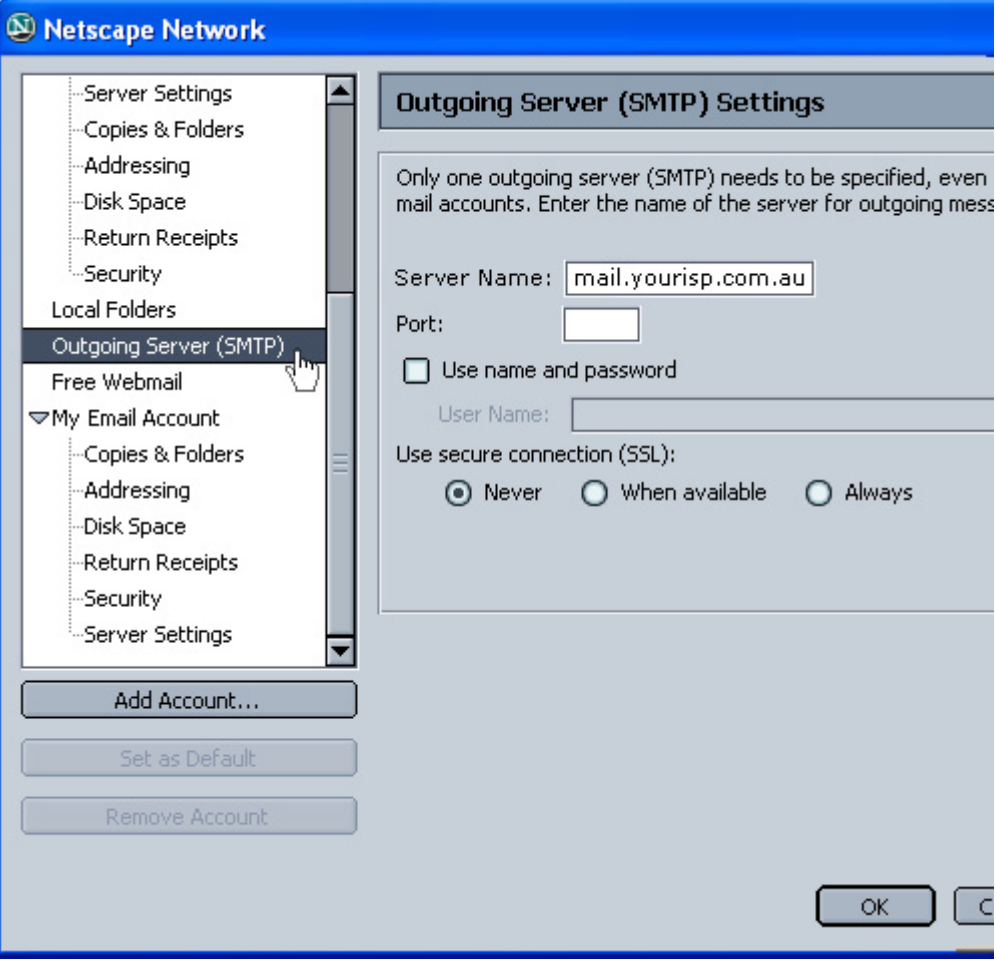 Netscape Network
Server Settings
Copies & Folders
Addressing
Disk Space
Return Receipts
Security
Local Folders
Outgoing Server (SMTP)
Free Webmail
My Email Account
Copies & Folders
Addressing
Disk Space
Return Receipts
Security
Server Settings
Add Account...
Set as Default
Remove Account
Outgoing Server (SMTP) Settings
Only one outgoing server (SMTP) needs to be specified, even
mail accounts. Enter the name of the server for outgoing mess
Server Name: mail.yourisp.com.au
Port:
Use name and password
User Name:
Use secure connection (SSL):
Never When available Always
OK C